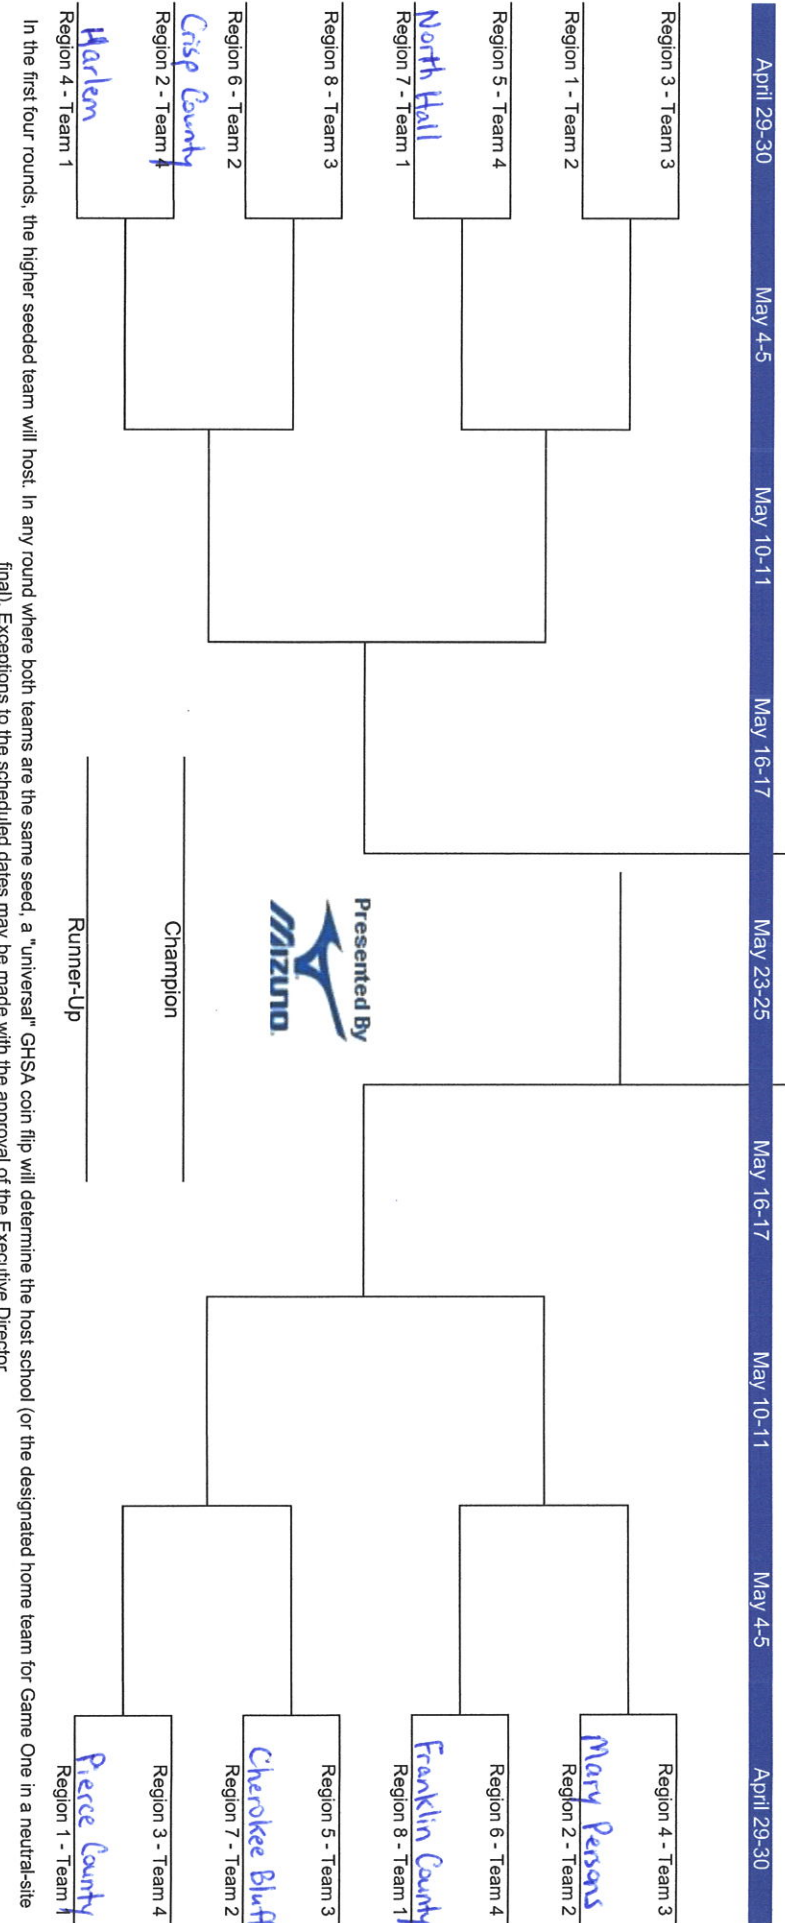 April 29-30 May 4-5 May 10-11 May 16-17 May 23-25 May 16-17 May 10-11 May 4-5 April 29-30
Region 3 - Team 3
Region 1 - Team 2
Region 5 - Team 4
North Hall
Region 7 - Team 1
Region 8 - Team 3
Region 6 - Team 2
Crisp County
Region 2 - Team 4
Harlem
Region 4 - Team 1
Presented By
MIZUNO
Champion
Runner-Up
Region 4 - Team 3
Mary Persons
Region 2 - Team 2
Region 6 - Team 4
Franklin County
Region 8 - Team 1
Region 5 - Team 3
Cherokee Bluff
Region 7 - Team 2
Region 3 - Team 4
Pierce County
Region 1 - Team 1
In the first four rounds, the higher seeded team will host. In any round where both teams are the same seed, a "universal" GHSA coin flip will determine the host school (or the designated home team for Game One in a neutral-site
final). Exceptions to the scheduled dates may be made with the approval of the Executive Director